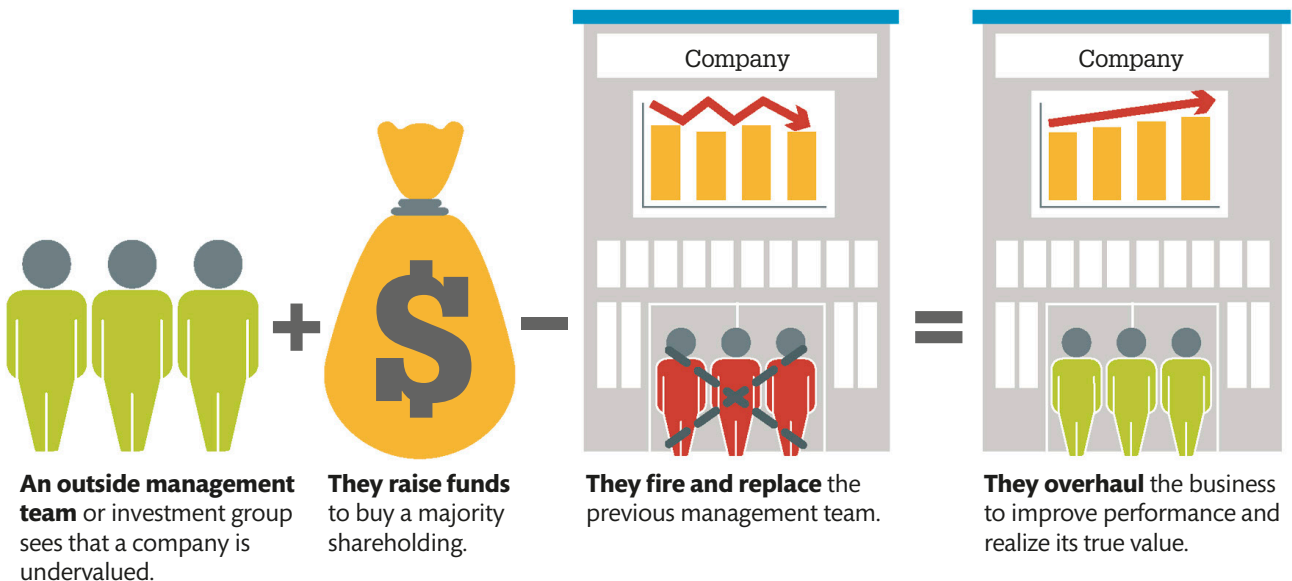 Company
Company
$
An outside management
team or investment group
sees that a company is
undervalued.
They raise funds
to buy a majority
shareholding.
They fire and replace the
previous management team.
They overhaul the business
to improve performance and
realize its true value.